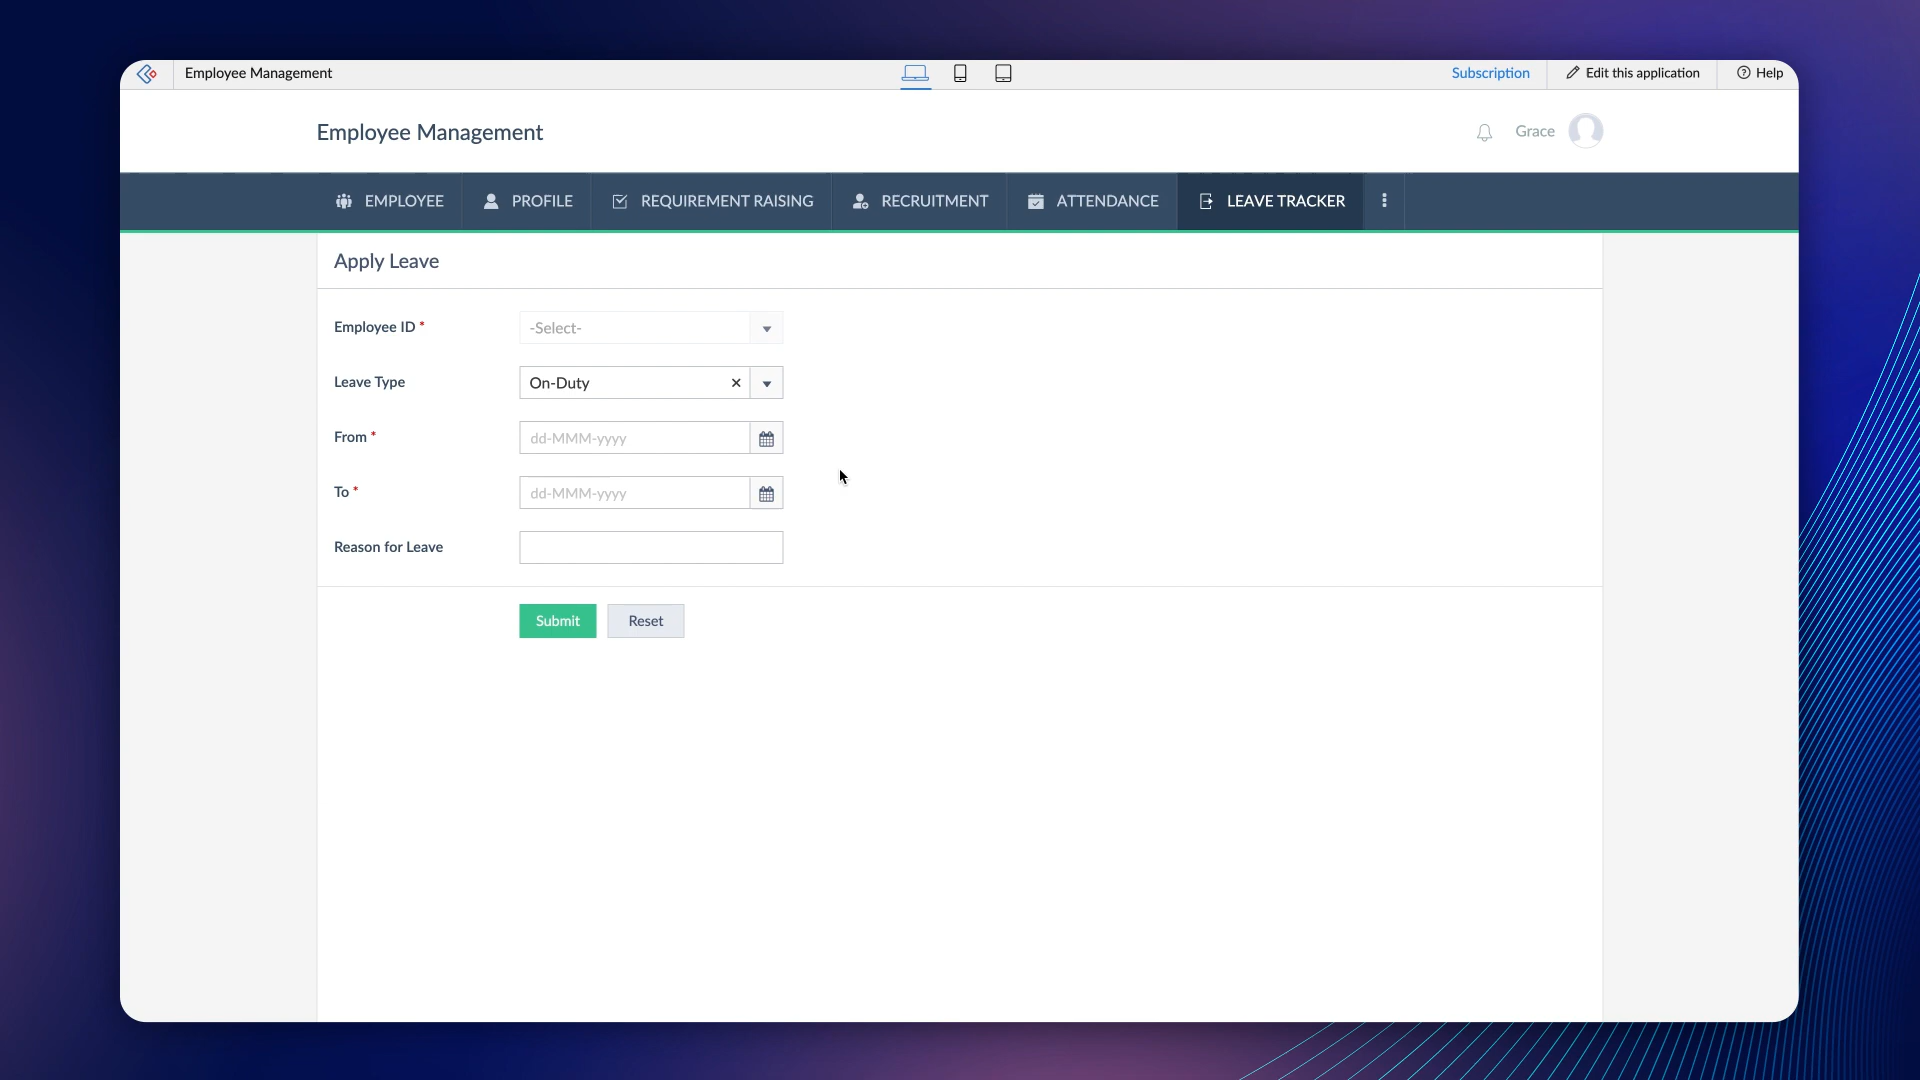 Employee Management
Subscription
Edit this application
Help
Employee Management
Grace
EMPLOYEE
PROFILE
REQUIREMENT RAISING
RECRUITMENT
ATTENDANCE
LEAVE TRACKER
Apply Leave
Employee ID *
-Select-
Leave Type
On-Duty
From *
dd-MMM-yyyy
To *
dd-MMM-yyyy
Reason for Leave
Submit
Reset